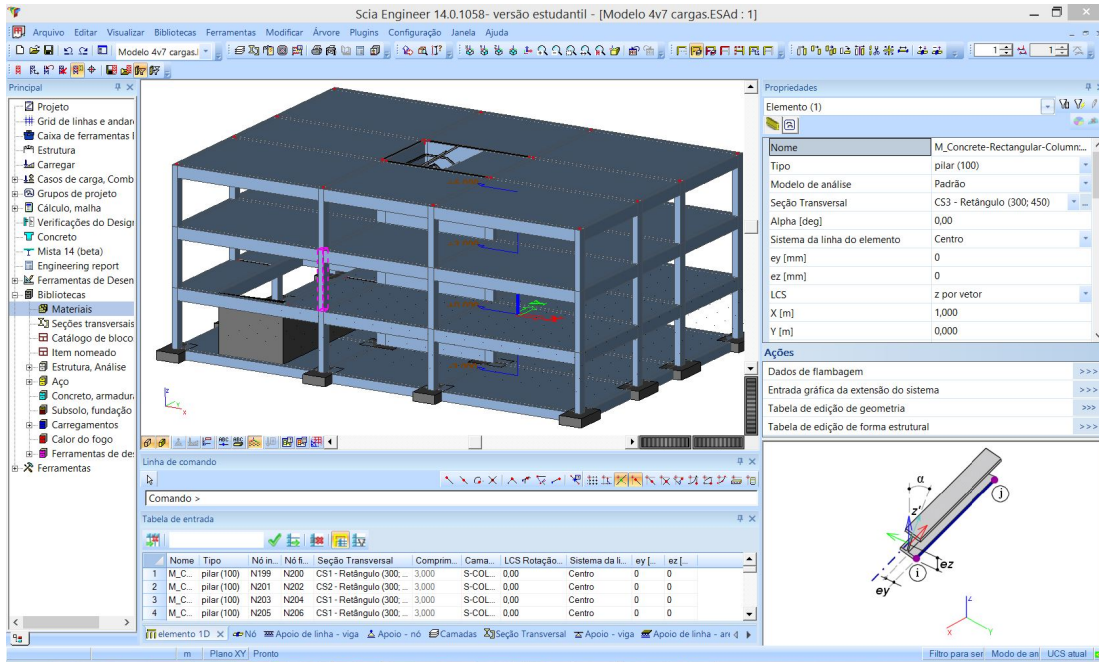 Scia Engineer 14.0.1058- versão estudantil - [Modelo 4v7 cargas.ESAd : 1]
Arquivo Editar Visualizar Bibliotecas Ferramentas Modificar Árvore Plugins Configuração Janela Ajuda
Modelo 4v7 cargas.
1
1
Principal
Projeto
Grid de linhas e andar
Caixa de ferramentas
Estrutura
Carregar
Casos de carga, Comb
Grupos de projeto
Cálculo, malha
Verificações do Design
Concreto
Mista 14 (beta)
Engineering report
Ferramentas de Desen
Bibliotecas
Materiais
Seções transversais
Catálogo de bloco
Item nomeado
Estrutura, Análise
Aço
Concreto, armadur
Subsolo, fundação
Carregamentos
Calor do fogo
Ferramentas de de
Ferramentas
z
Y
x
Linha de comando
Comando >
Tabela de entrada
Nome Tipo Nó in... Nó fi... Seção Transversal Comprim... Cama... LCS Rotação... Sistema da li... ey [... ez [...
1 M_C... pilar (100) N199 N200 CS1 - Retângulo (300; ... 3,000 S-COL... 0,00 Centro 0 0
2 M_C... pilar (100) N201 N202 CS2 - Retângulo (300; ... 3,000 S-COL... 0,00 Centro 0 0
3 M_C... pilar (100) N203 N204 CS1 - Retângulo (300; ... 3,000 S-COL... 0,00 Centro 0 0
4 M_C... pilar (100) N205 N206 CS1 - Retângulo (300; ... 3,000 S-COL... 0,00 Centro 0 0
elemento 1D Nó Apoio de linha - viga Apoio - nó Camadas Seção Transversal Apoio - viga Apoio de linha - are
Propriedades
Elemento (1)
Nome M_Concrete-Rectangular-Column:...
Tipo pilar (100)
Modelo de análise Padrão
Seção Transversal CS3 - Retângulo (300; 450)
Alpha [deg] 0,00
Sistema da linha do elemento Centro
ey [mm] 0
ez [mm] 0
LCS z por vetor
X [m] 1,000
Y [m] 0,000
Ações
Dados de flambagem >>>
Entrada gráfica da extensão do sistema >>>
Tabela de edição de geometria >>>
Tabela de edição de forma estrutural >>>
α
z'
j
i
ez
ey
z
x
Y
m Plano XY Pronto
Filtro para ser Modo de an UCS atual